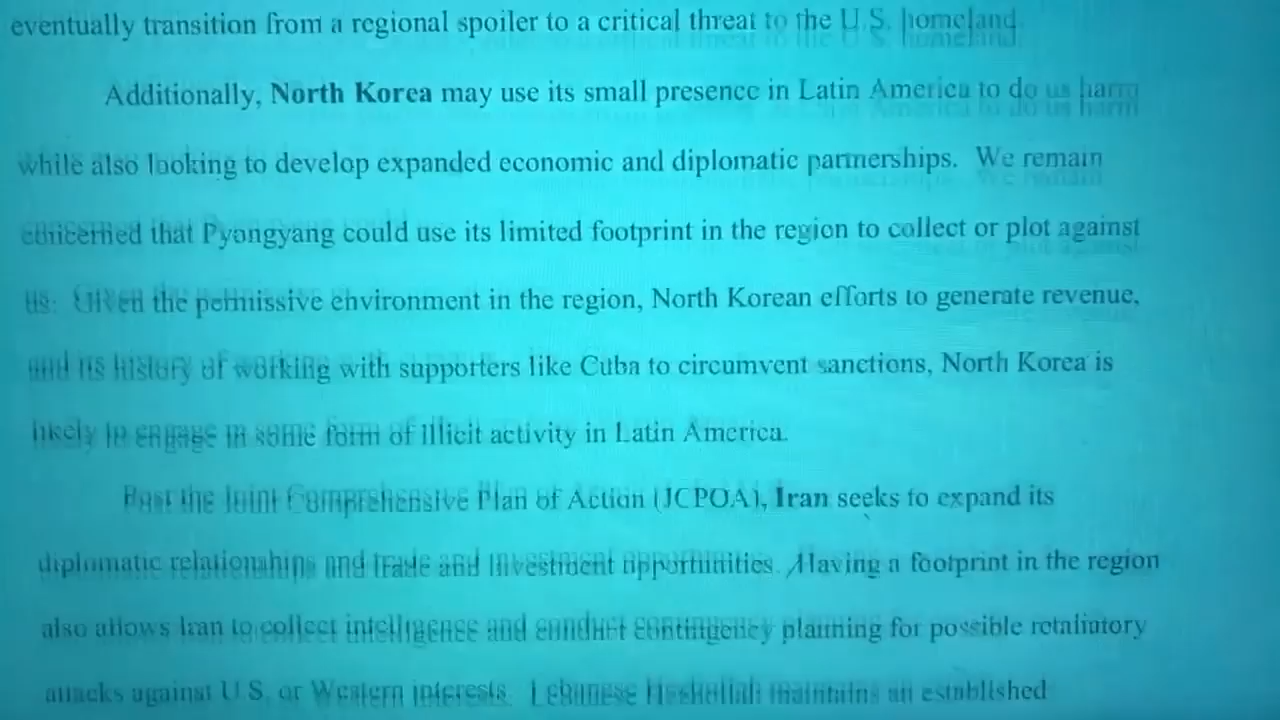 eventually transition from a regional spoiler to a critical threat to the U.S. homeland.
Additionally, North Korea may use its small presence in Latin America to do us harm
while also looking to develop expanded economic and diplomatic partnerships. We remain
concerned that Pyongyang could use its limited footprint in the region to collect or plot against
us. Given the permissive environment in the region, North Korean efforts to generate revenue,
and its history of working with supporters like Cuba to circumvent sanctions, North Korea is
likely to engage in some form of illicit activity in Latin America.
Post the Joint Comprehensive Plan of Action (JCPOA), Iran seeks to expand its
diplomatic relationships and trade and investment opportunities. Having a footprint in the region
also allows Iran to collect intelligence and conduct contingency planning for possible retaliatory
attacks against U.S. or Western interests. Lebanese Hezbollah maintains an established